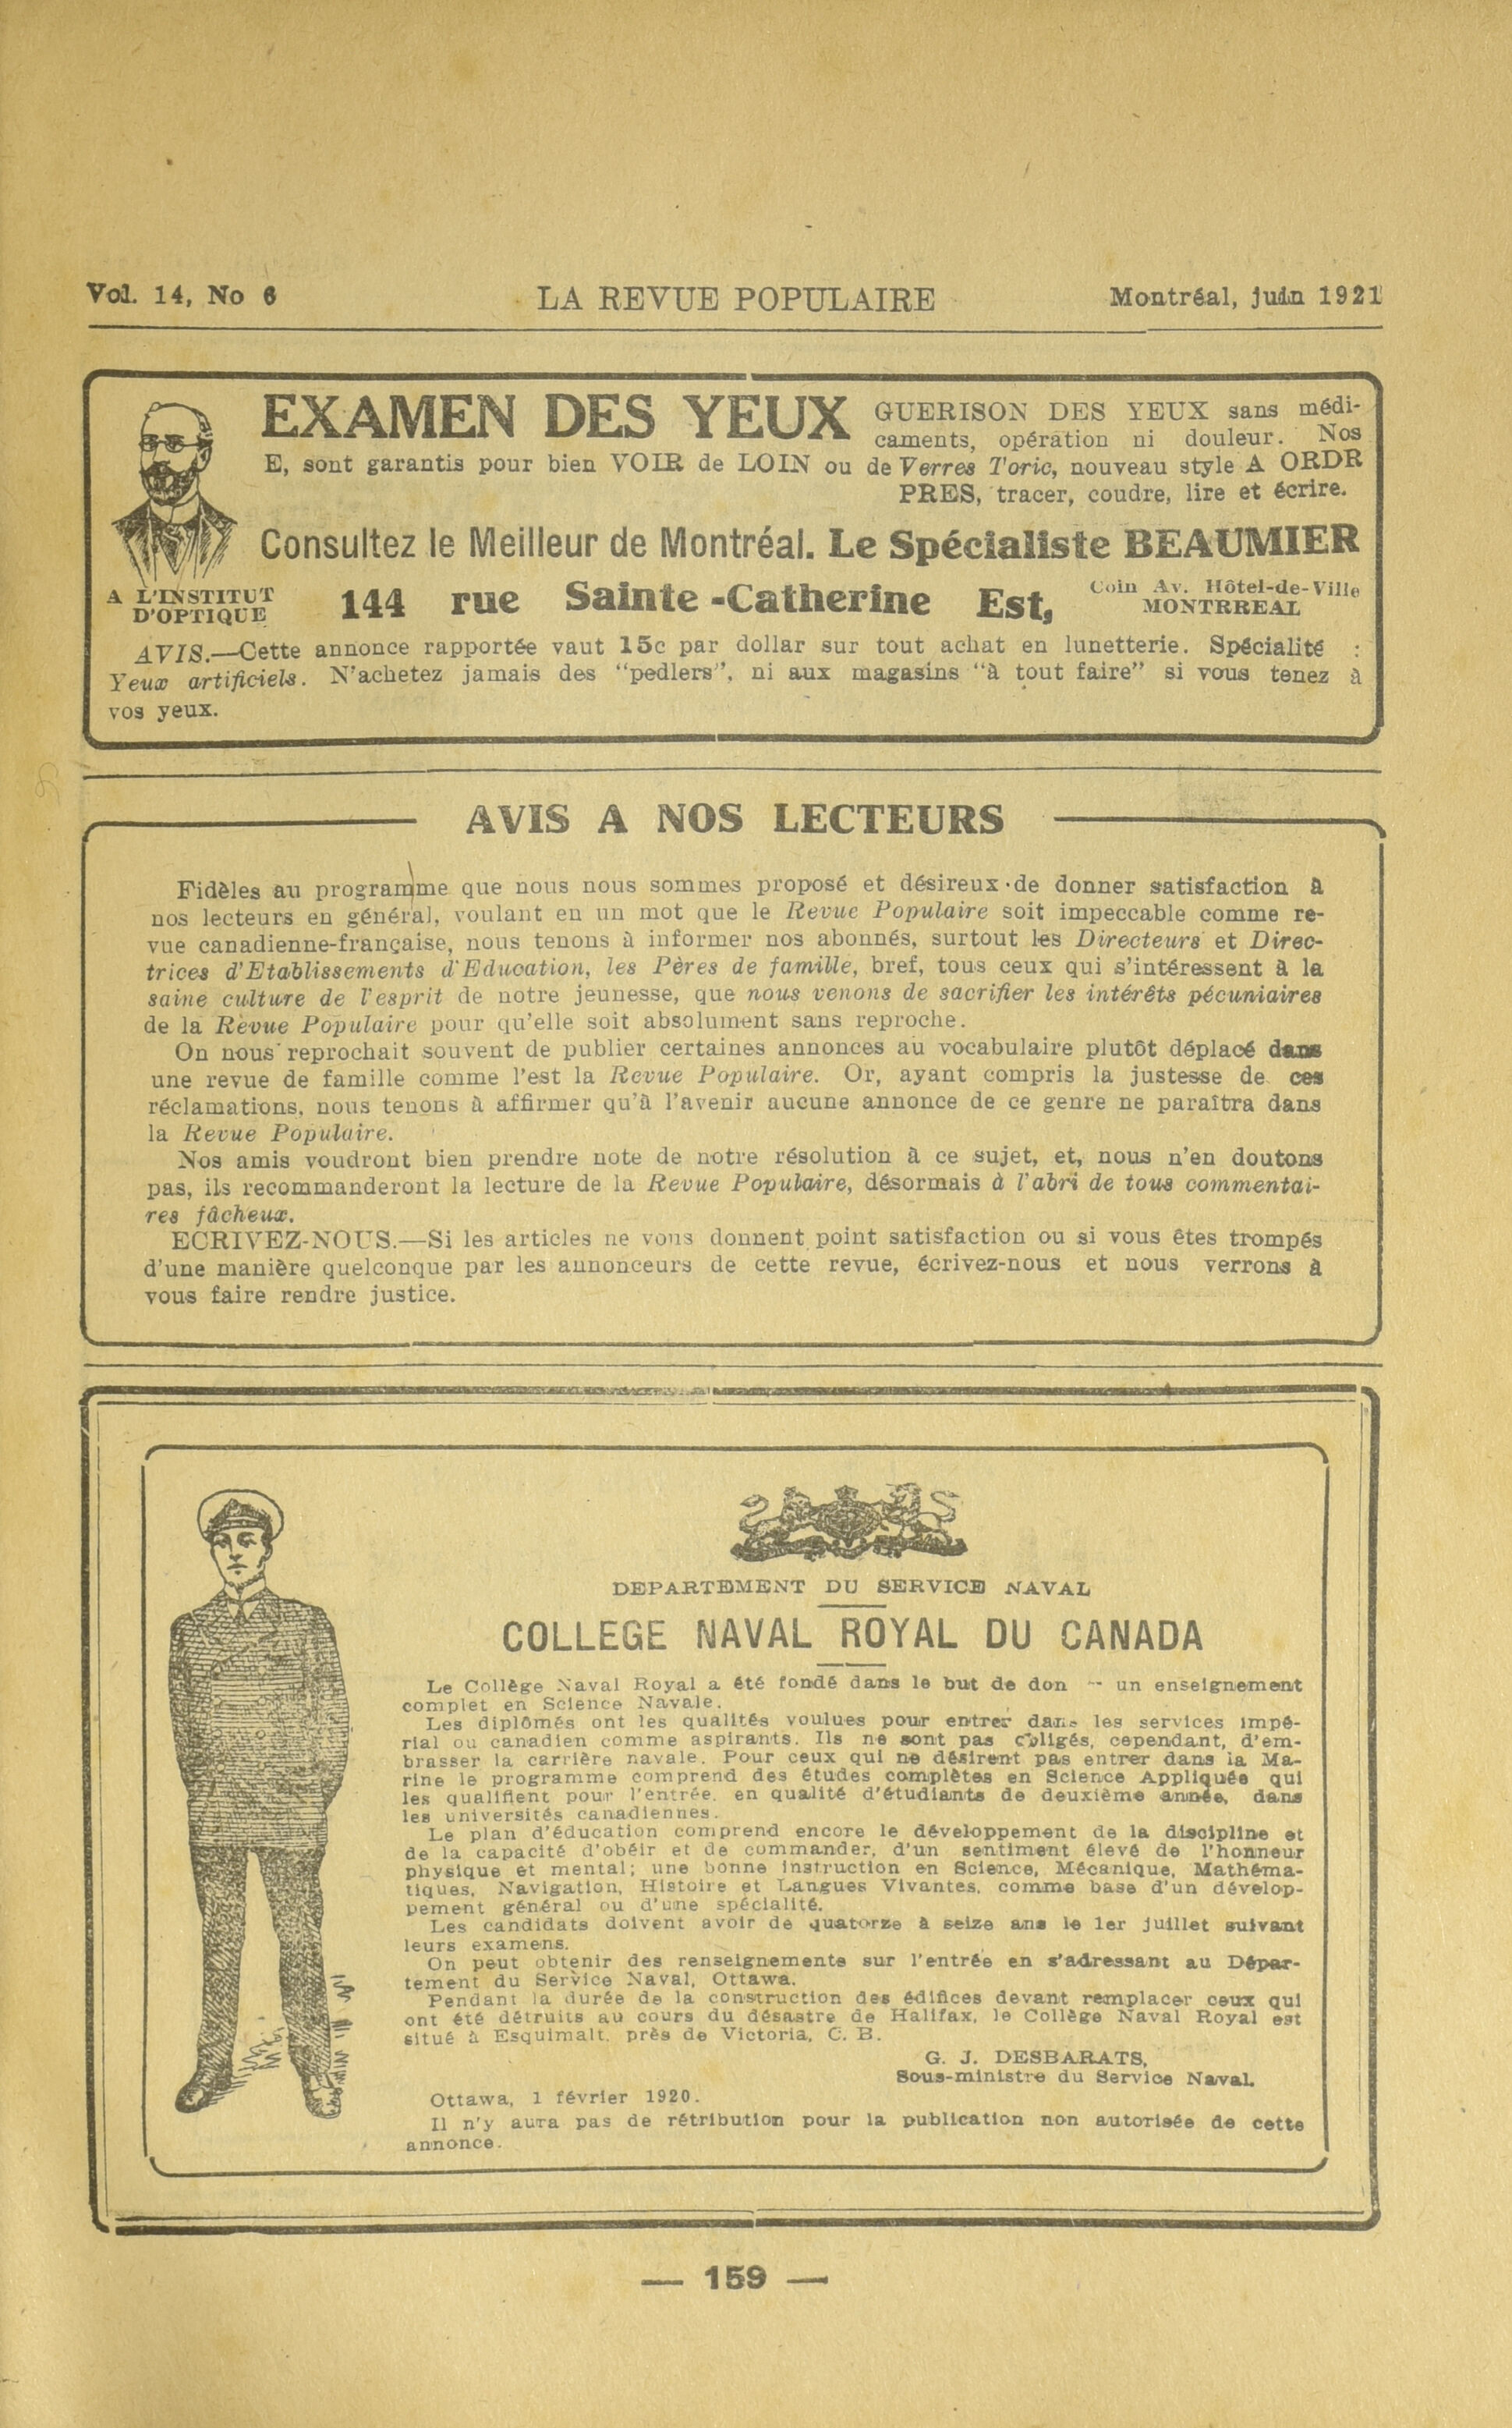 Vol. 14, No 6 LA REVUE POPULAIRE Montréal, juin 1921
EXAMEN DES YEUX GUERISON DES YEUX sans médi-
caments, opération ni douleur. Nos
E, sont garantis pour bien VOIR de LOIN ou de Verres Toric, nouveau style A ORDR
PRES, tracer, coudre, lire et écrire.
Consultez le Meilleur de Montréal. Le Spécialiste BEAUMIER
A L'INSTITUT
D'OPTIQUE
144 rue Sainte-Catherine Est,
Coin Av. Hôtel-de-Ville
MONTRREAL
AVIS.—Cette annonce rapportée vaut 15c par dollar sur tout achat en lunetterie. Spécialité :
Yeux artificiels. N'achetez jamais des "pedlers", ni aux magasins "à tout faire" si vous tenez à
vos yeux.
AVIS A NOS LECTEURS
Fidèles au programme que nous nous sommes proposé et désireux de donner satisfaction à
nos lecteurs en général, voulant en un mot que le Revue Populaire soit impeccable comme re-
vue canadienne-française, nous tenons à informer nos abonnés, surtout les Directeurs et Direc-
trices d'Etablissements d'Education, les Pères de famille, bref, tous ceux qui s'intéressent à la
saine culture de l'esprit de notre jeunesse, que nous venons de sacrifier les intérêts pécuniaires
de la Revue Populaire pour qu'elle soit absolument sans reproche.
On nous reprochait souvent de publier certaines annonces au vocabulaire plutôt déplacé dans
une revue de famille comme l'est la Revue Populaire. Or, ayant compris la justesse de ces
réclamations, nous tenons à affirmer qu'à l'avenir aucune annonce de ce genre ne paraîtra dans
la Revue Populaire.
Nos amis voudront bien prendre note de notre résolution à ce sujet, et, nous n'en doutons
pas, ils recommanderont la lecture de la Revue Populaire, désormais à l'abri de tous commentai-
res fâcheux.
ECRIVEZ-NOUS.—Si les articles ne vous donnent point satisfaction ou si vous êtes trompés
d'une manière quelconque par les annonceurs de cette revue, écrivez-nous et nous verrons à
vous faire rendre justice.
DEPARTEMENT DU SERVICE NAVAL
COLLEGE NAVAL ROYAL DU CANADA
Le Collège Naval Royal a été fondé dans le but de don un enseignement
complet en Science Navale.
Les diplômés ont les qualités voulues pour entrer dans les services impé-
rial ou canadien comme aspirants. Ils ne sont pas obligés, cependant, d'em-
brasser la carrière navale. Pour ceux qui ne désirent pas entrer dans la Ma-
rine le programme comprend des études complètes en Science Appliquée qui
les qualifient pour l'entrée, en qualité d'étudiants de deuxième année, dans
les universités canadiennes.
Le plan d'éducation comprend encore le développement de la discipline et
de la capacité d'obéir et de commander, d'un sentiment élevé de l'honneur
physique et mental; une bonne instruction en Science, Mécanique, Mathéma-
tiques, Navigation, Histoire et Langues Vivantes, comme base d'un dévelop-
pement général ou d'une spécialité.
Les candidats doivent avoir de quatorze à seize ans le 1er juillet suivant
leurs examens.
On peut obtenir des renseignements sur l'entrée en s'adressant au Dépar-
tement du Service Naval, Ottawa.
Pendant la durée de la construction des édifices devant remplacer ceux qui
ont été détruits au cours du désastre de Halifax, le Collège Naval Royal est
situé à Esquimalt, près de Victoria, C. B.
G. J. DESBARATS,
Sous-ministre du Service Naval.
Ottawa, 1 février 1920.
Il n'y aura pas de rétribution pour la publication non autorisée de cette
annonce.
— 159 —